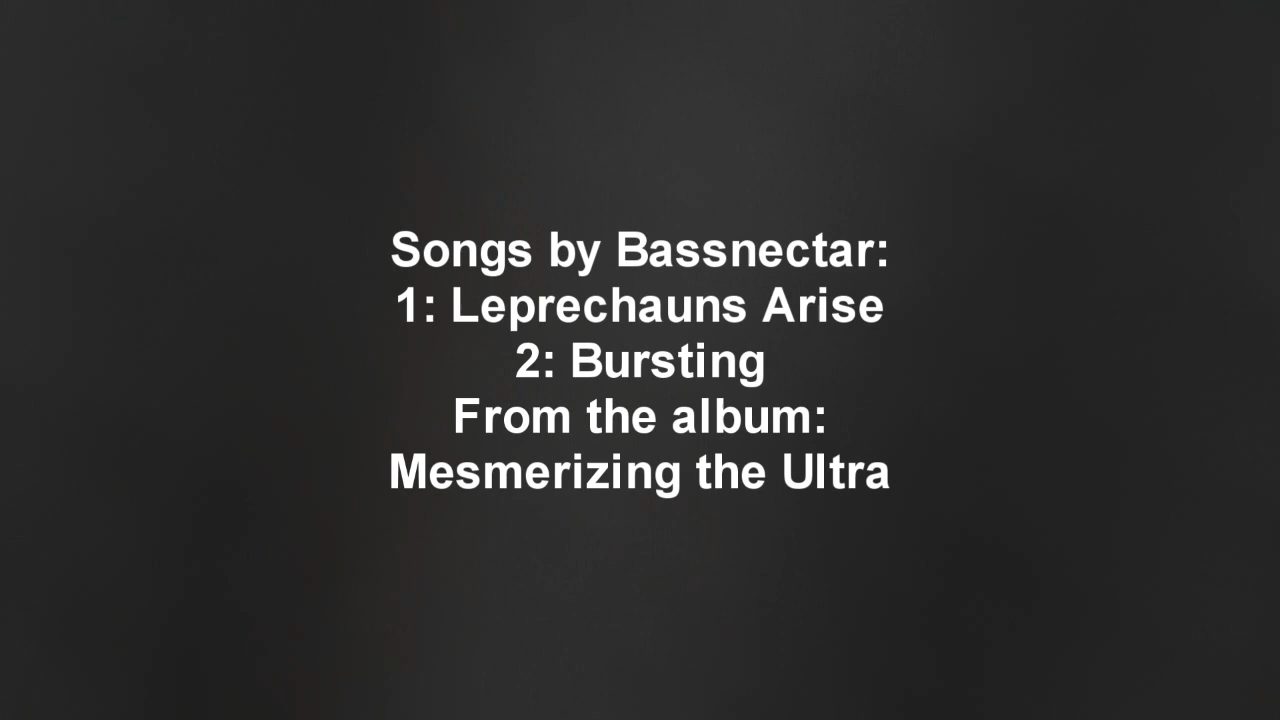 Songs by Bassnectar:
1: Leprechauns Arise
2: Bursting
From the album:
Mesmerizing the Ultra